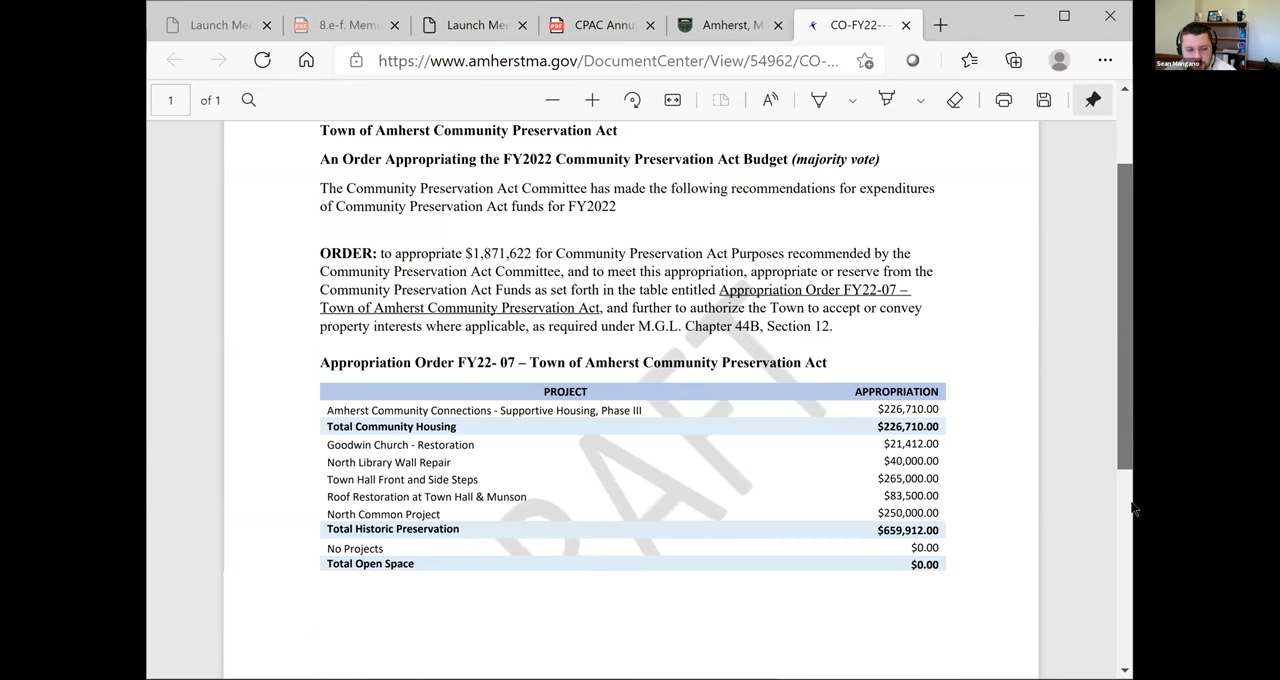 Launch Me
8.e-f. Mem
Launch Me
CPAC Annu
Amherst, M
CO-FY22--
https://www.amherstma.gov/DocumentCenter/View/54962/CO-...
1 of 1
Town of Amherst Community Preservation Act
An Order Appropriating the FY2022 Community Preservation Act Budget (majority vote)
The Community Preservation Act Committee has made the following recommendations for expenditures
of Community Preservation Act funds for FY2022
ORDER: to appropriate $1,871,622 for Community Preservation Act Purposes recommended by the
Community Preservation Act Committee, and to meet this appropriation, appropriate or reserve from the
Community Preservation Act Funds as set forth in the table entitled Appropriation Order FY22-07 –
Town of Amherst Community Preservation Act, and further to authorize the Town to accept or convey
property interests where applicable, as required under M.G.L. Chapter 44B, Section 12.
Appropriation Order FY22- 07 – Town of Amherst Community Preservation Act
PROJECT APPROPRIATION
Amherst Community Connections - Supportive Housing, Phase III $226,710.00
Total Community Housing $226,710.00
Goodwin Church - Restoration $21,412.00
North Library Wall Repair $40,000.00
Town Hall Front and Side Steps $265,000.00
Roof Restoration at Town Hall & Munson $83,500.00
North Common Project $250,000.00
Total Historic Preservation $659,912.00
No Projects $0.00
Total Open Space $0.00
DRAFT
Sean Mangano